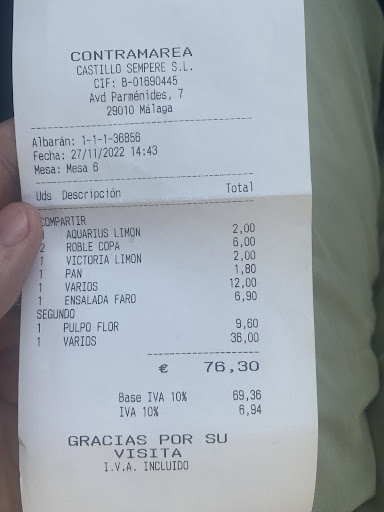 CONTRAMAREA
CASTILLO SEMPERE S.L.
CIF: B-01690445
Avd Parménides, 7
29010 Málaga
Albarán: 1-1-1-36856
Fecha: 27/11/2022 14:43
Mesa: Mesa 6
Uds Descripción Total
COMPARTIR
AQUARIUS LIMON 2,00
2 ROBLE COPA 6,00
1 VICTORIA LIMON 2,00
1 PAN 1,80
1 VARIOS 12,00
1 ENSALADA FARO 6,90
SEGUNDO
1 PULPO FLOR 9,60
1 VARIOS 36,00
€ 76,30
Base IVA 10% 69,36
IVA 10% 6,94
GRACIAS POR SU
VISITA
I.V.A. INCLUIDO